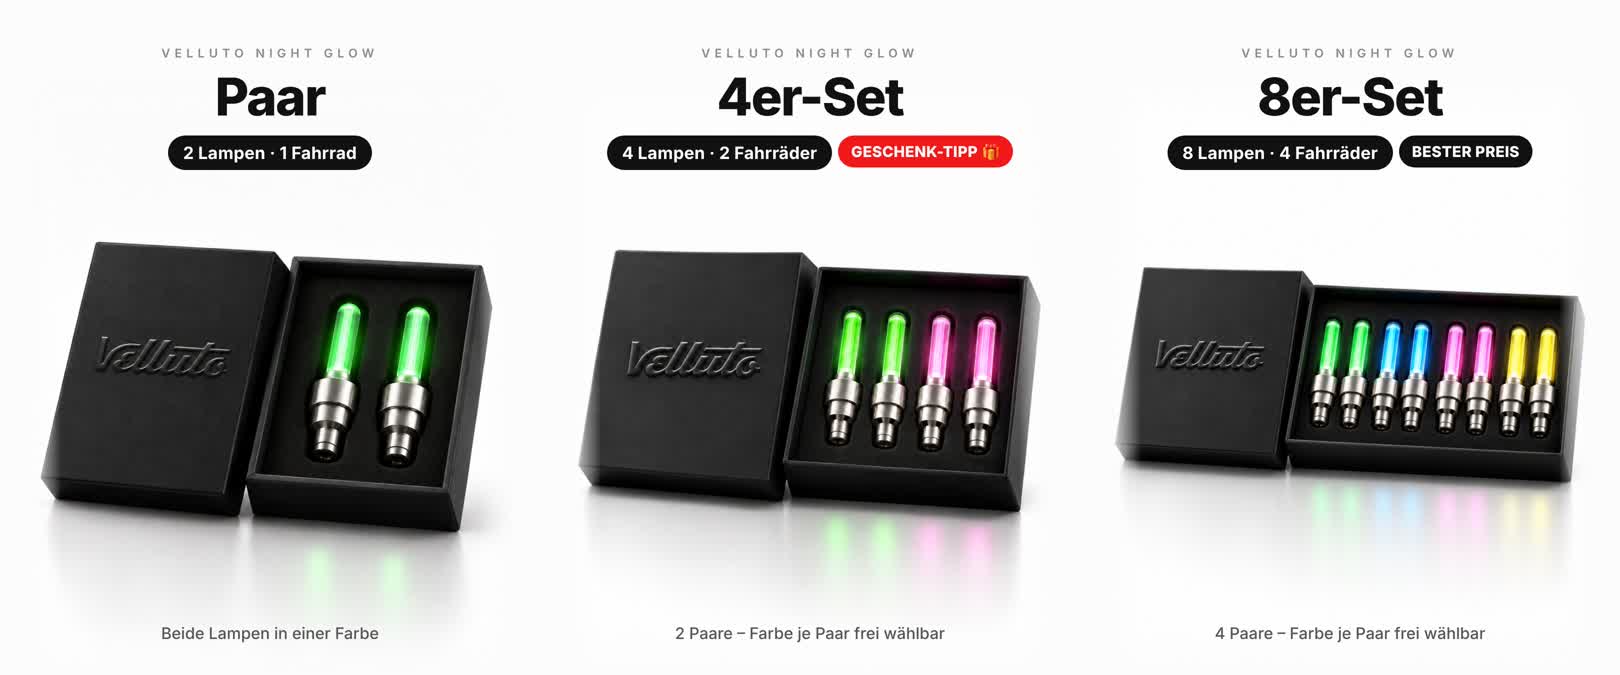 VELLUTO NIGHT GLOW
Paar
2 Lampen · 1 Fahrrad
Velluto
Beide Lampen in einer Farbe
VELLUTO NIGHT GLOW
4er-Set
4 Lampen · 2 Fahrräder
GESCHENK-TIPP 🎁
Velluto
2 Paare – Farbe je Paar frei wählbar
VELLUTO NIGHT GLOW
8er-Set
8 Lampen · 4 Fahrräder
BESTER PREIS
Velluto
4 Paare – Farbe je Paar frei wählbar